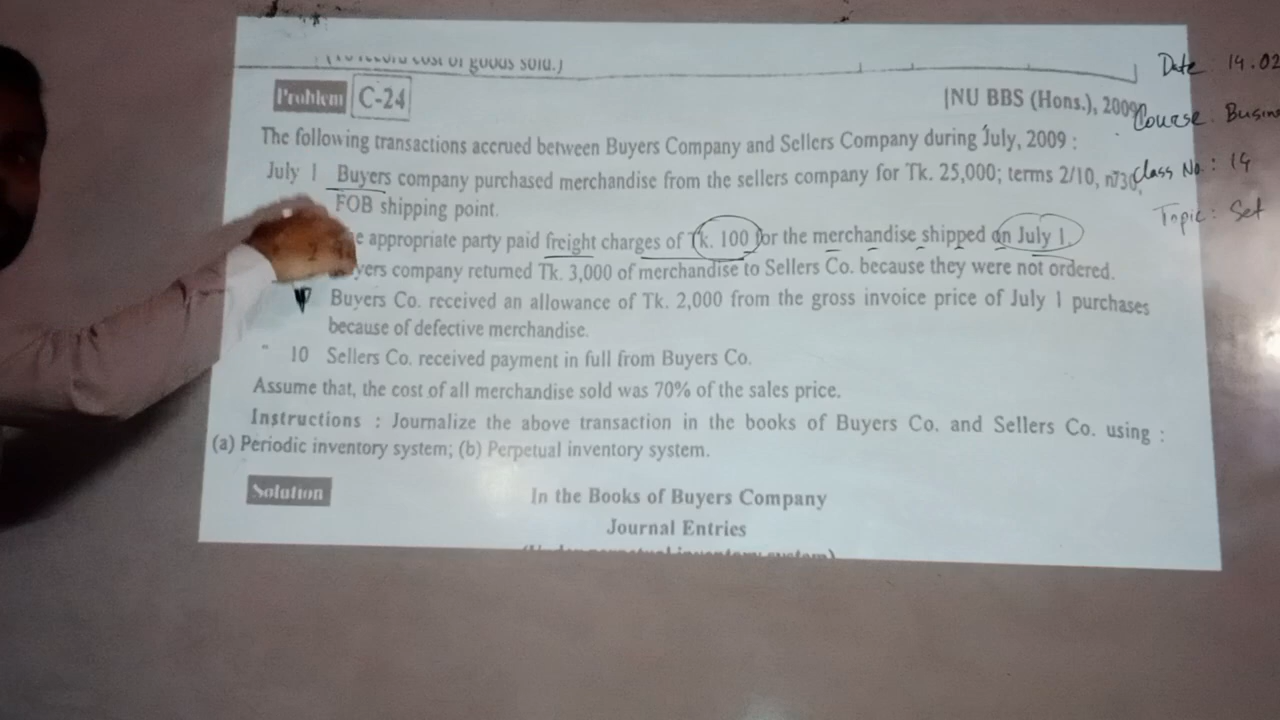 goods sold.)
Problem C-24
[NU BBS (Hons.), 2009]
The following transactions accrued between Buyers Company and Sellers Company during July, 2009 :
July 1 Buyers company purchased merchandise from the sellers company for Tk. 25,000; terms 2/10, n/30,
FOB shipping point.
appropriate party paid freight charges of Tk. 100 for the merchandise shipped on July 1.
company returned Tk. 3,000 of merchandise to Sellers Co. because they were not ordered.
Buyers Co. received an allowance of Tk. 2,000 from the gross invoice price of July 1 purchases
because of defective merchandise.
" 10 Sellers Co. received payment in full from Buyers Co.
Assume that, the cost of all merchandise sold was 70% of the sales price.
Instructions : Journalize the above transaction in the books of Buyers Co. and Sellers Co. using :
(a) Periodic inventory system; (b) Perpetual inventory system.
Solution
In the Books of Buyers Company
Journal Entries
Date 14.02
Course : Busin
Class No : 14
Topic : Set